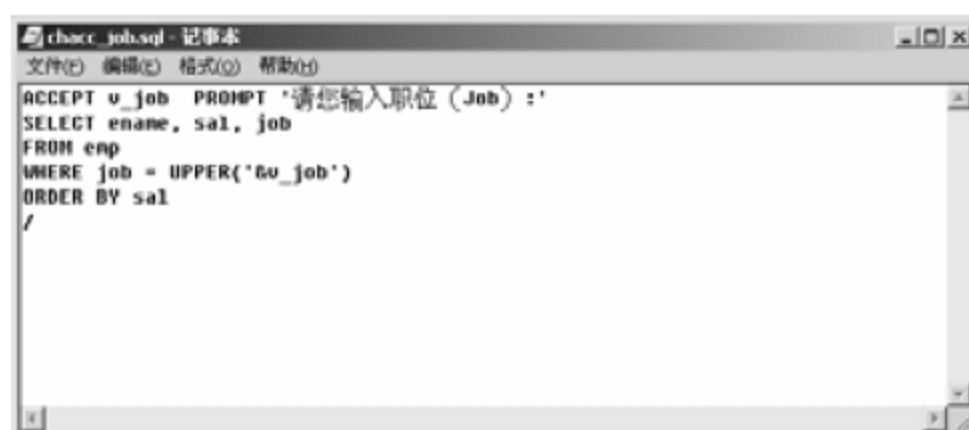 chacc_job.sql - 记事本
文件(F) 编辑(E) 格式(O) 帮助(H)
ACCEPT v_job  PROMPT '请您输入职位（Job）:'
SELECT ename, sal, job
FROM emp
WHERE job = UPPER('&v_job')
ORDER BY sal
/